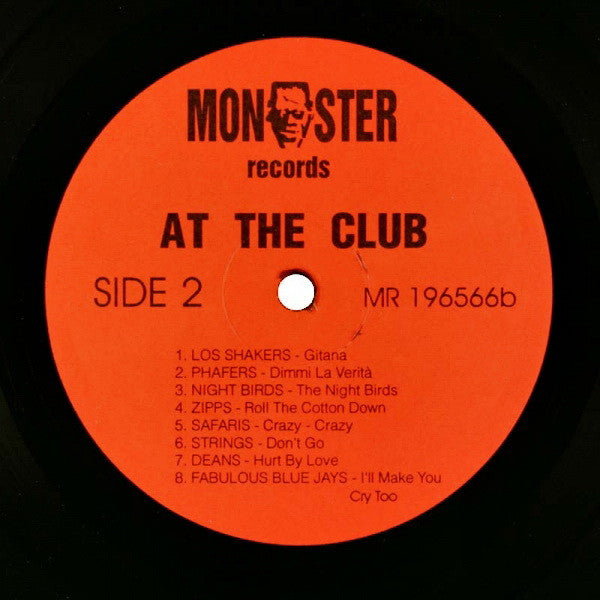 MONSTER
records
AT THE CLUB
SIDE 2
MR 196566b
1. LOS SHAKERS - Gitana
2. PHAFERS - Dimmi La Verità
3. NIGHT BIRDS - The Night Birds
4. ZIPPS - Roll The Cotton Down
5. SAFARIS - Crazy - Crazy
6. STRINGS - Don't Go
7. DEANS - Hurt By Love
8. FABULOUS BLUE JAYS - I'll Make You
Cry Too